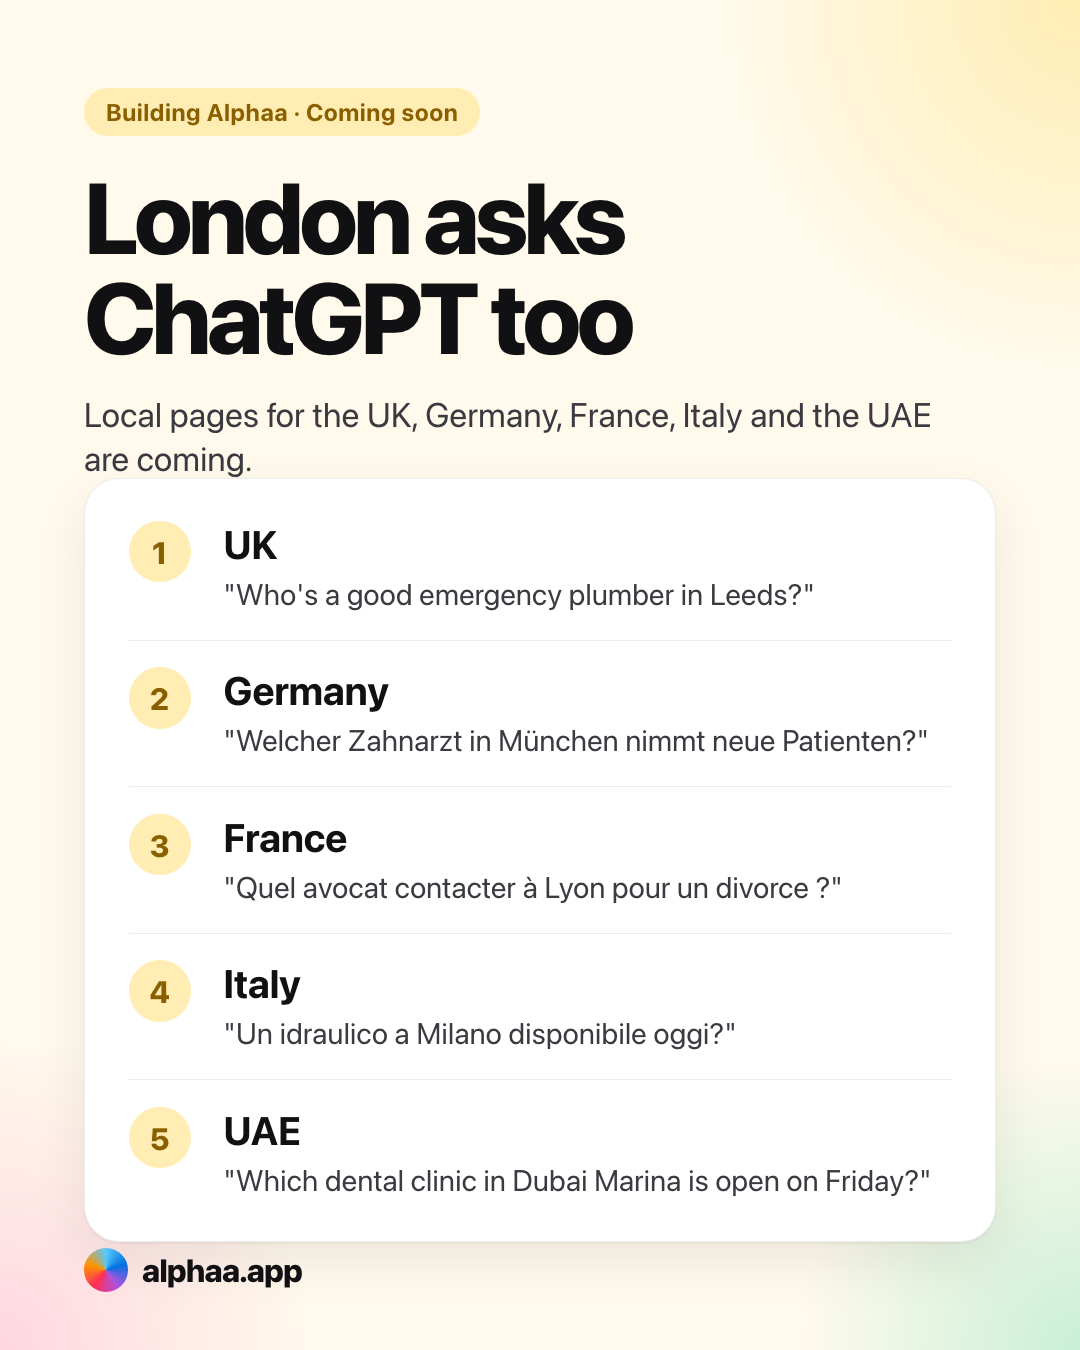 Building Alphaa · Coming soon
London asks
ChatGPT too
Local pages for the UK, Germany, France, Italy and the UAE
are coming.
1
UK
"Who's a good emergency plumber in Leeds?"
2
Germany
"Welcher Zahnarzt in München nimmt neue Patienten?"
3
France
"Quel avocat contacter à Lyon pour un divorce ?"
4
Italy
"Un idraulico a Milano disponibile oggi?"
5
UAE
"Which dental clinic in Dubai Marina is open on Friday?"
alphaa.app